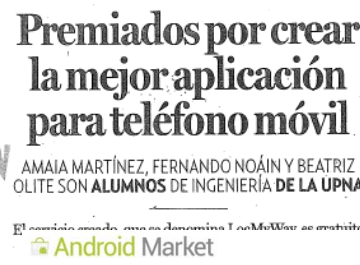 Premiados por crear
la mejor aplicación
para teléfono móvil
AMAIA MARTÍNEZ, FERNANDO NOÁIN Y BEATRIZ
OLITE SON ALUMNOS DE INGENIERÍA DE LA UPNA
El servicio creado, que se denomina LocMyWay, es gratuito
Android Market